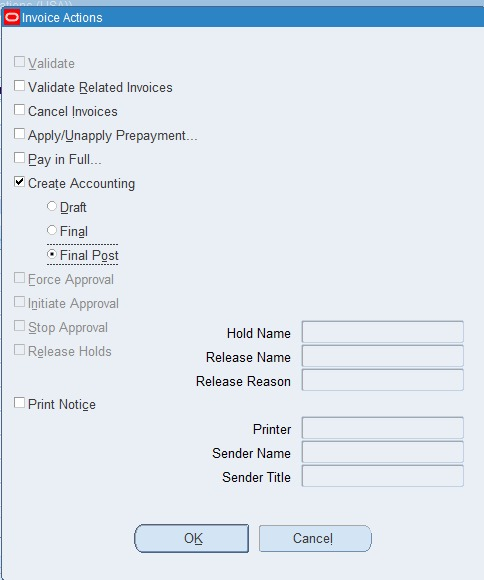 ations (USA))
Invoice Actions
Validate
Validate Related Invoices
Cancel Invoices
Apply/Unapply Prepayment...
Pay in Full...
Create Accounting
Draft
Final
Final Post
Force Approval
Initiate Approval
Stop Approval
Hold Name
Release Holds
Release Name
Release Reason
Print Notice
Printer
Sender Name
Sender Title
OK
Cancel